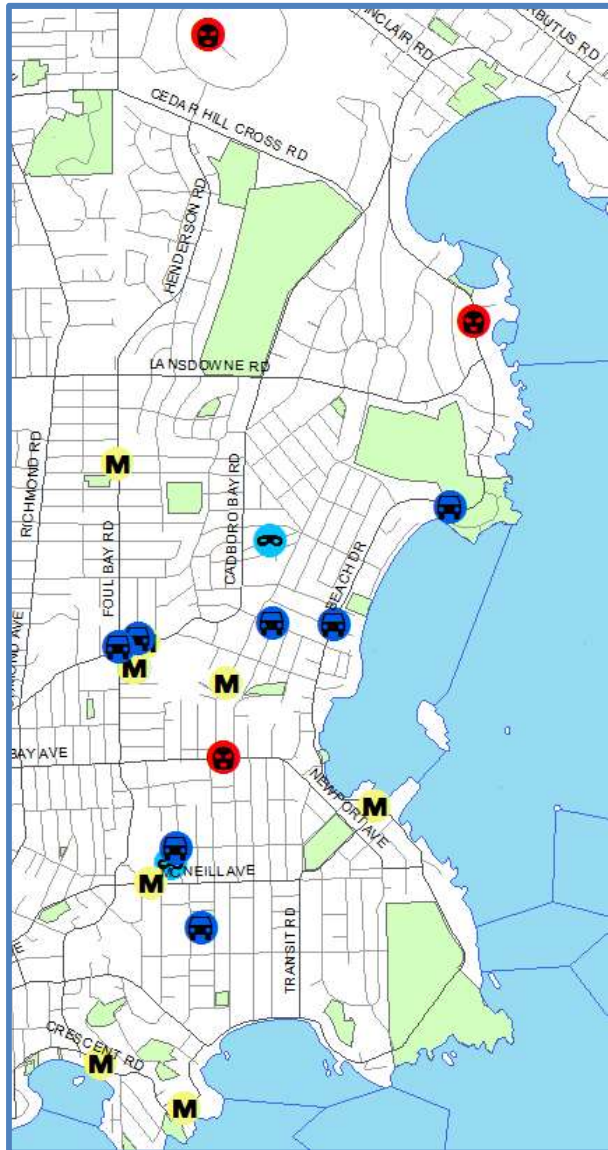 SINCLAIR RD
ARBUTUS RD
CEDAR HILL CROSS RD
HENDERSON RD
LANSDOWNE RD
RICHMOND RD
M
FOUL BAY RD
CADBORO BAY RD
BEACH DR
M
M
BAY AVE
NEWPORT AVE
M
MCNEILL AVE
M
TRANSIT RD
CRESCENT RD
M
M